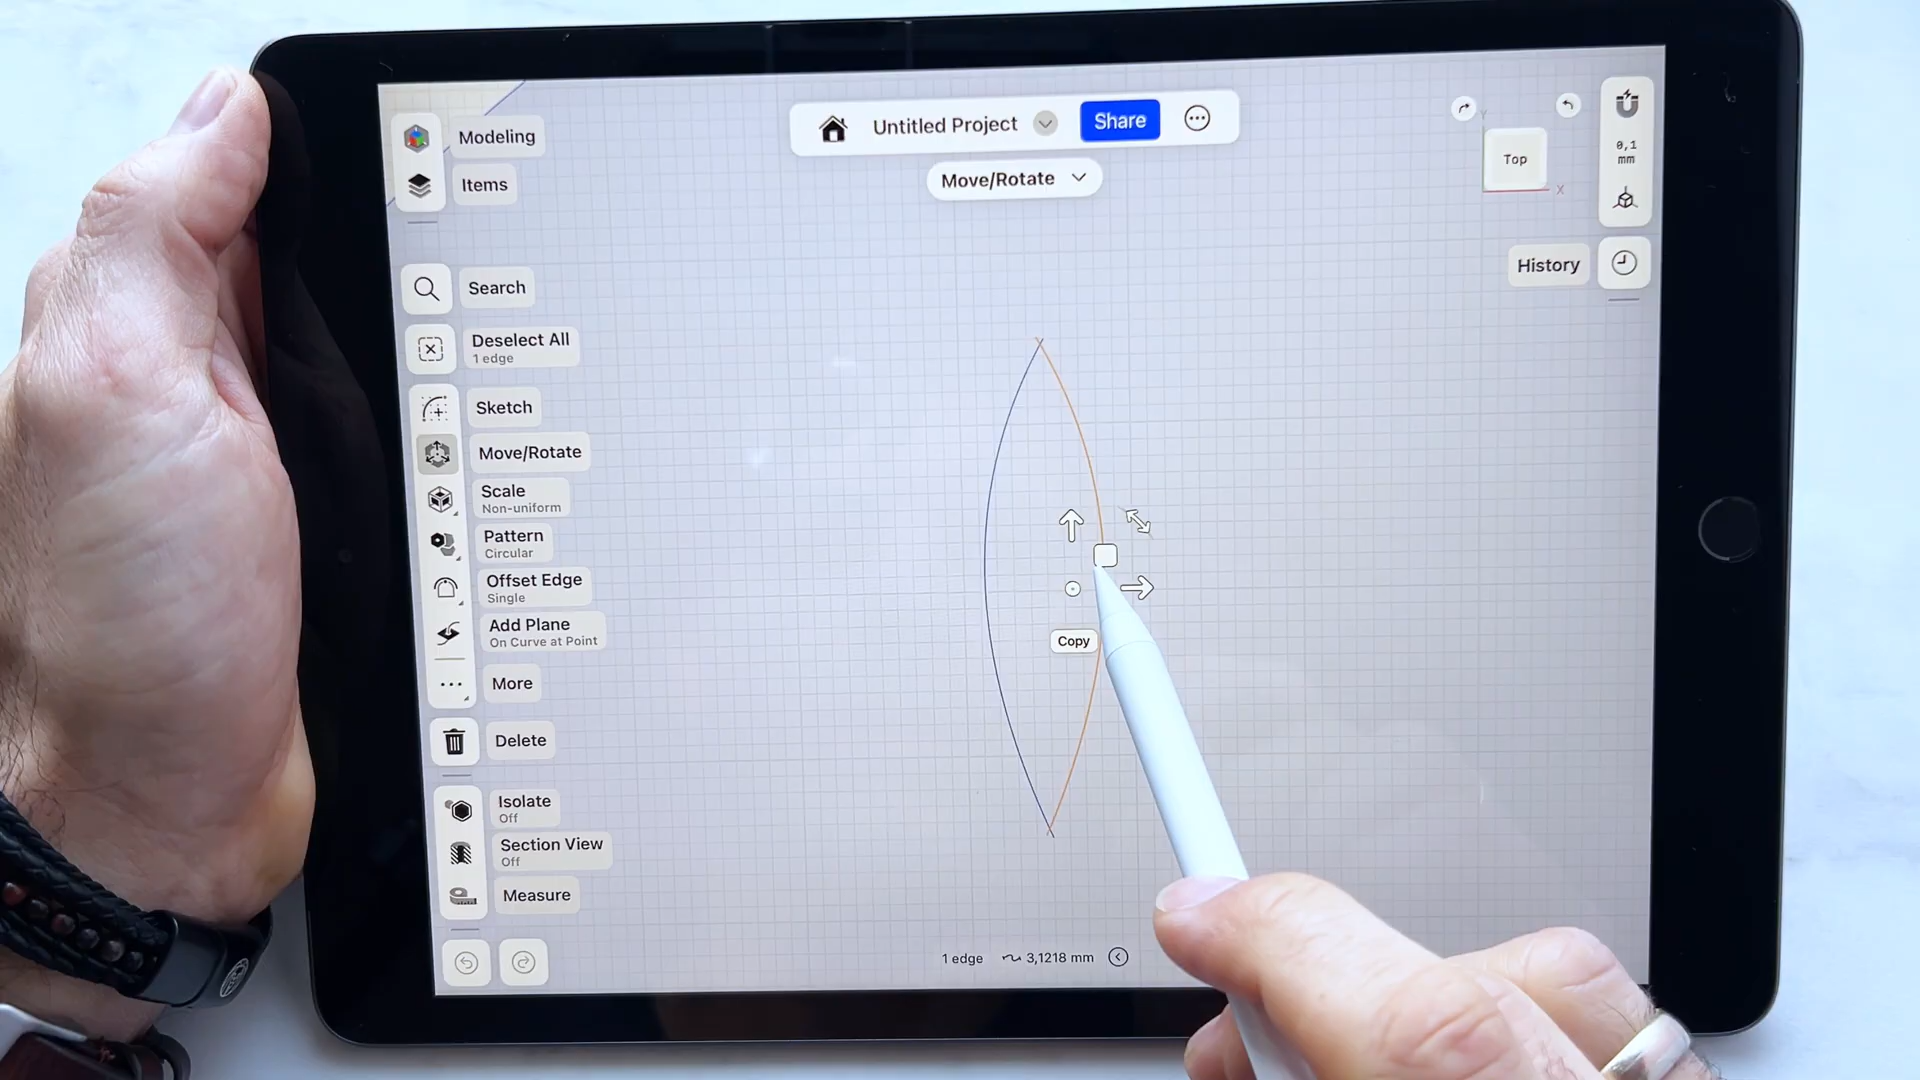 Modeling
Untitled Project
Share
Items
Move/Rotate
Top
Y
X
0,1
mm
History
Search
Deselect All
1 edge
Sketch
Move/Rotate
Scale
Non-uniform
Pattern
Circular
Offset Edge
Single
Add Plane
On Curve at Point
Copy
More
Delete
Isolate
Off
Section View
Off
Measure
1 edge 3,1218 mm